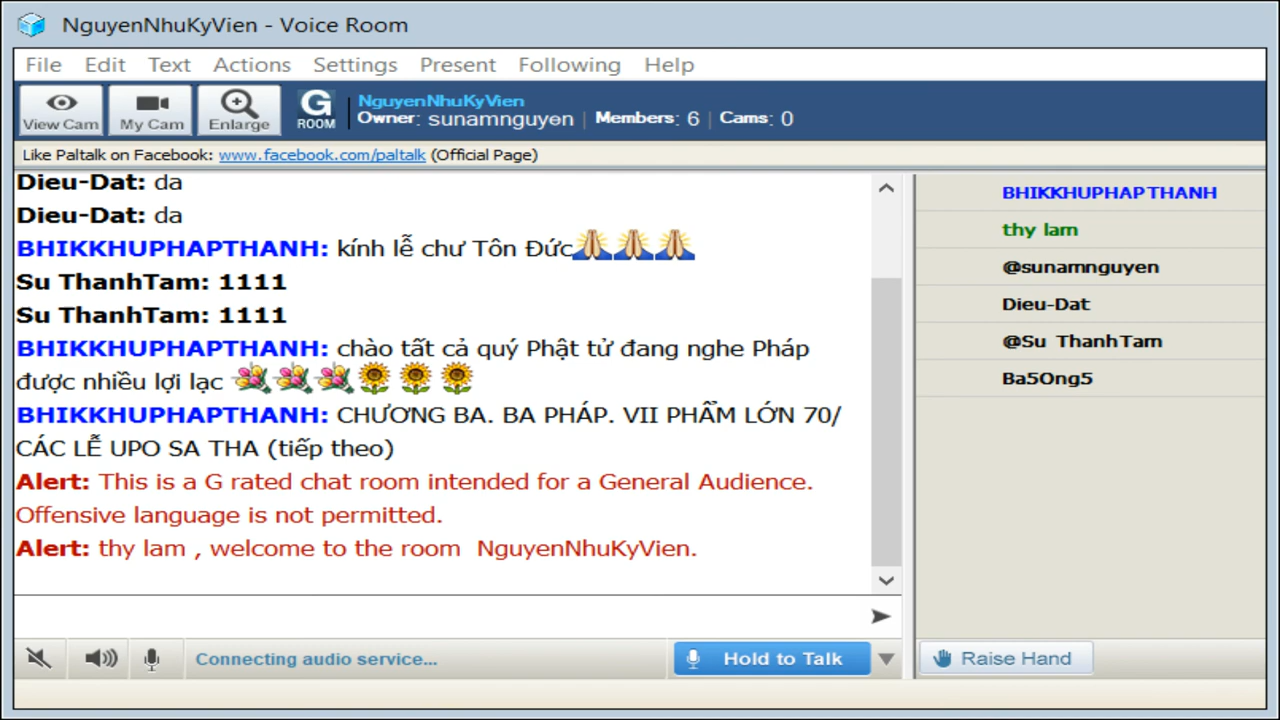 NguyenNhuKyVien - Voice Room
File Edit Text Actions Settings Present Following Help
View Cam My Cam Enlarge G ROOM NguyenNhuKyVien
Owner: sunamnguyen | Members: 6 | Cams: 0
Like Paltalk on Facebook: www.facebook.com/paltalk (Official Page)
Dieu-Dat: da
Dieu-Dat: da
BHIKKHUPHAPTHANH: kính lễ chư Tôn Đức
Su ThanhTam: 1111
Su ThanhTam: 1111
BHIKKHUPHAPTHANH: chào tất cả quý Phật tử đang nghe Pháp
được nhiều lợi lạc
BHIKKHUPHAPTHANH: CHƯƠNG BA. BA PHÁP. VII PHẨM LỚN 70/
CÁC LỄ UPO SA THA (tiếp theo)
Alert: This is a G rated chat room intended for a General Audience.
Offensive language is not permitted.
Alert: thy lam , welcome to the room NguyenNhuKyVien.
BHIKKHUPHAPTHANH
thy lam
@sunamnguyen
Dieu-Dat
@Su ThanhTam
Ba5Ong5
Connecting audio service...
Hold to Talk
Raise Hand